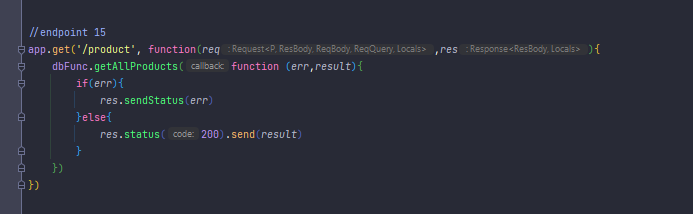 //endpoint 15
app.get('/product', function(req : Request<P, ResBody, ReqBody, ReqQuery, Locals> ,res : Response<ResBody, Locals> ){
dbFunc.getAllProducts( callback: function (err,result){
if(err){
res.sendStatus(err)
}else{
res.status( code: 200).send(result)
}
})
})